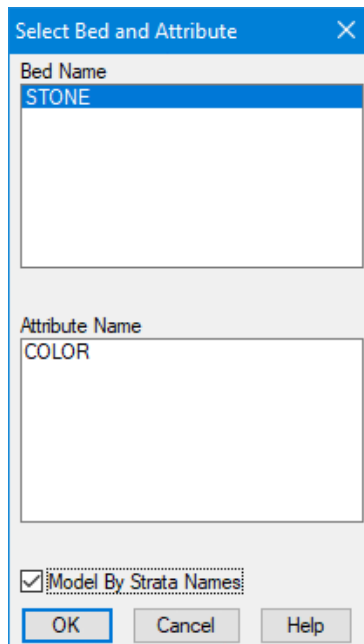 Select Bed and Attribute
Bed Name
STONE
Attribute Name
COLOR
Model By Strata Names
OK Cancel Help